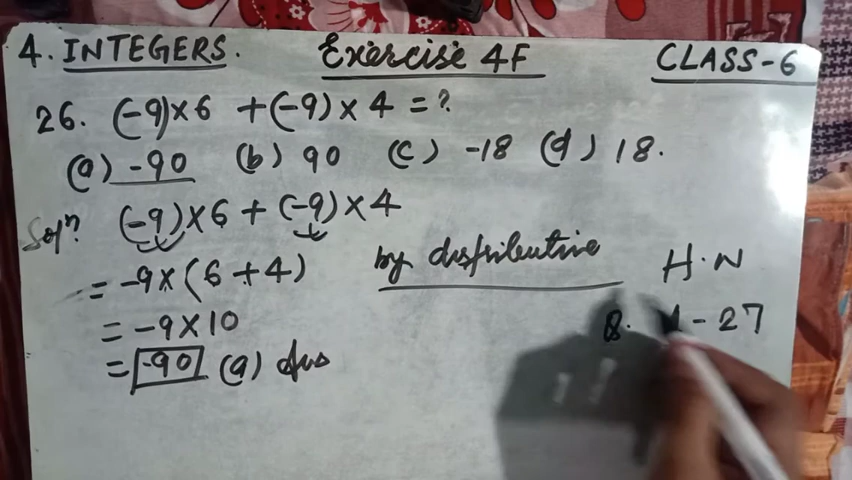 4. INTEGERS. Exercise 4F CLASS-6
26. (-9)×6 +(-9)×4 = ?
(a) -90 (b) 90 (c) -18 (d) 18.
Solⁿ. (-9)×6 + (-9)×4
= -9×(6+4) by distributive
= -9×10
= -90 (a) Ans
H.W
- 27